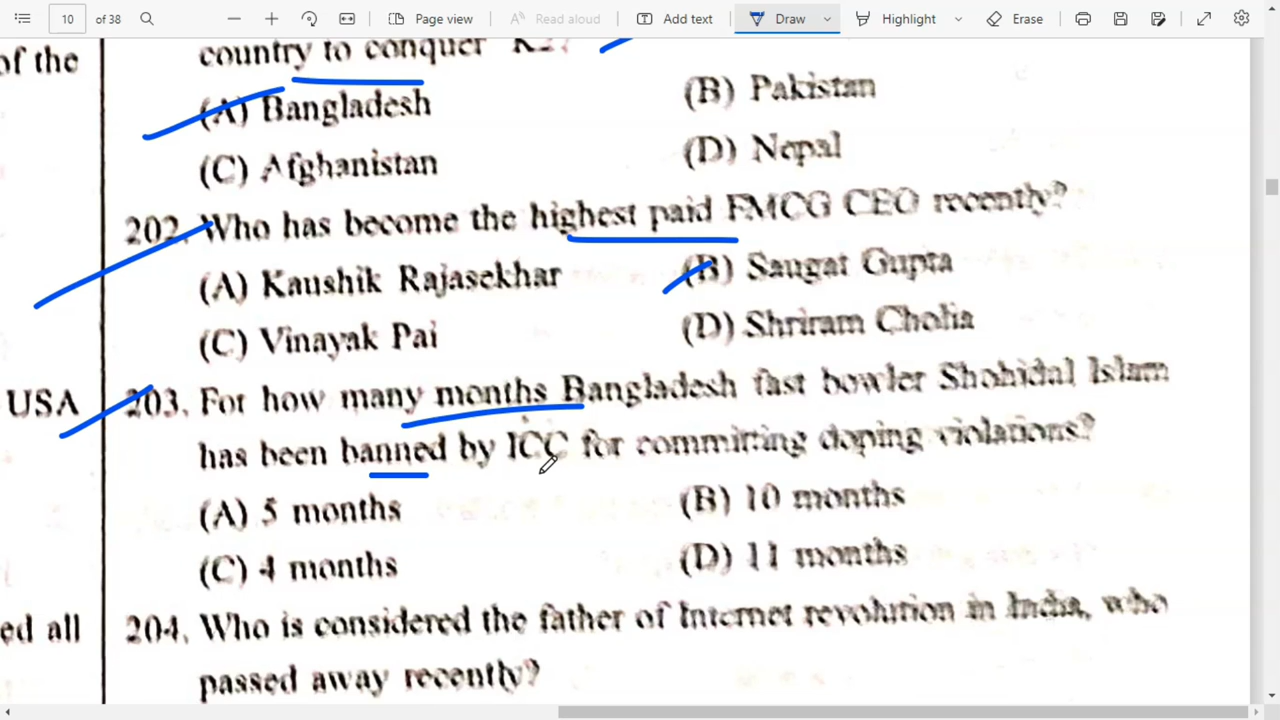 10 of 38 Page view Read aloud Add text Draw Highlight Erase
of the
country to conquer K2?
(A) Bangladesh (B) Pakistan
(C) Afghanistan (D) Nepal
202. Who has become the highest paid FMCG CEO recently?
(A) Kaushik Rajasekhar (B) Saugat Gupta
(C) Vinayak Pai (D) Shriram Cholia
USA
203. For how many months Bangladesh fast bowler Shohidal Islam
has been banned by ICC for committing doping violations?
(A) 5 months (B) 10 months
(C) 4 months (D) 11 months
ed all
204. Who is considered the father of Internet revolution in India, who
passed away recently?